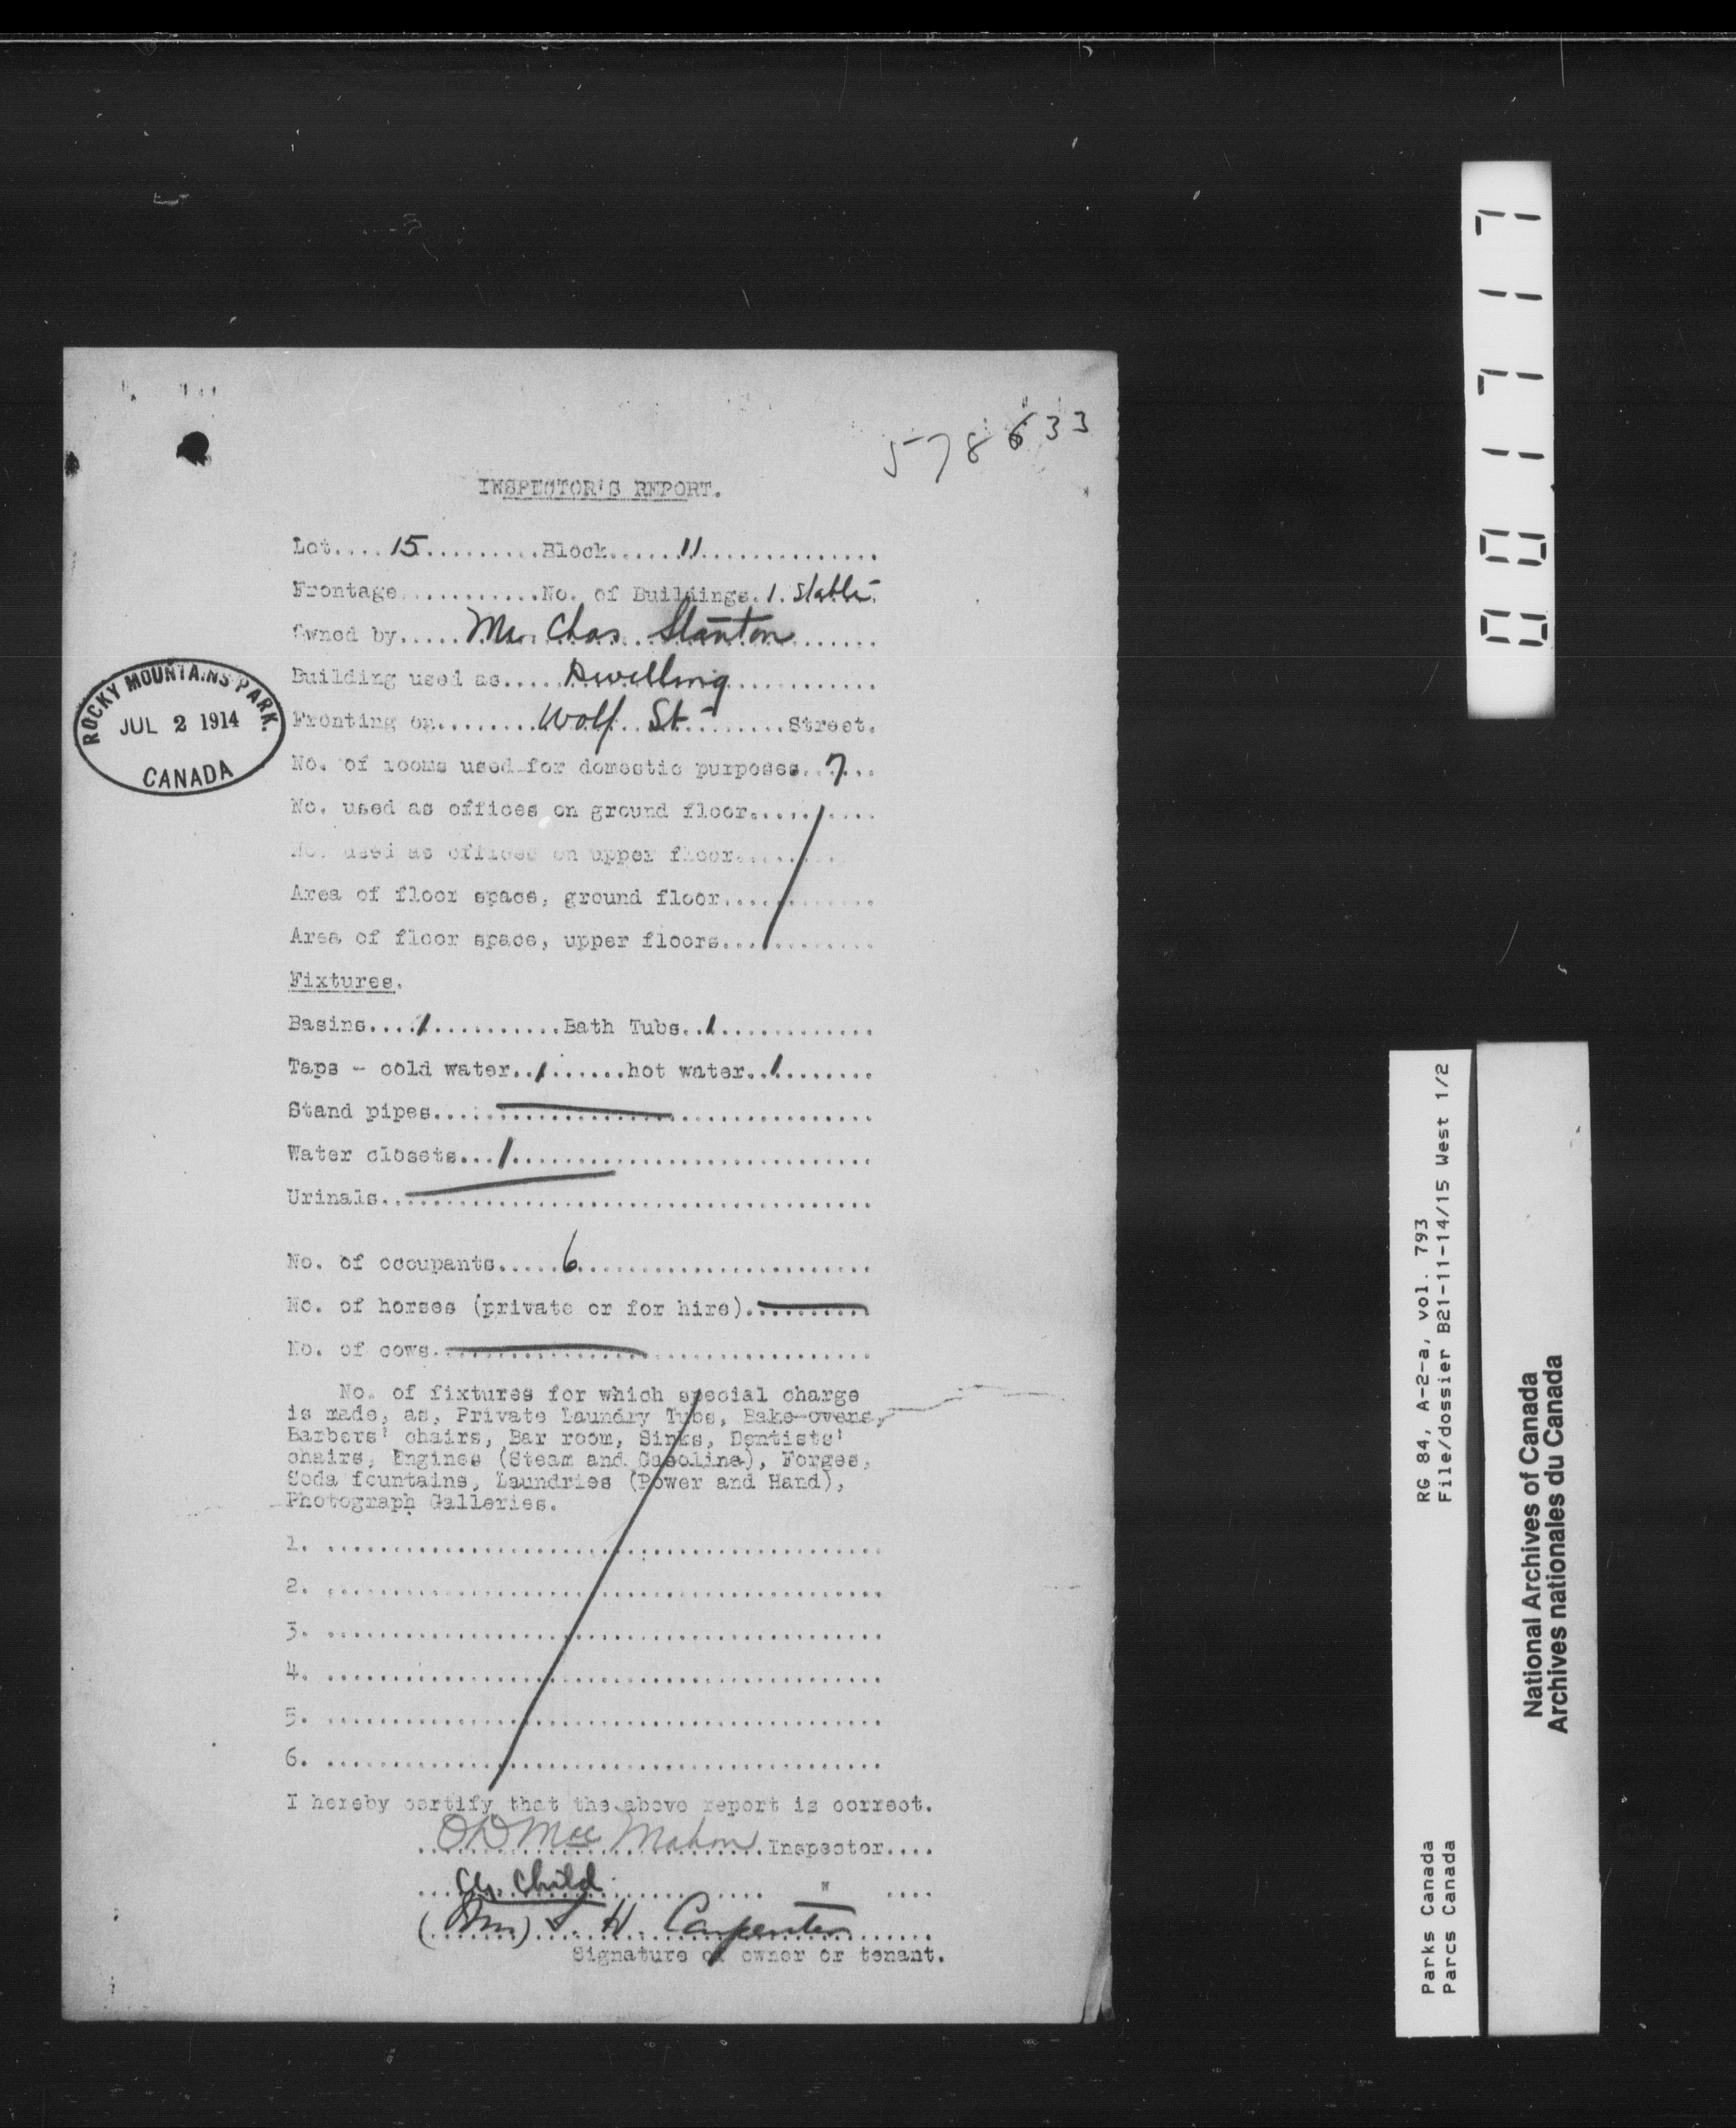 578633
INSPECTOR'S REPORT.
Lot....15.........Block......11...............
Frontage...........No. of Buildings.1. Stable.
Owned by..... Chas. Stanton.......
Building used as.....Dwelling............
Fronting on........Wolf St.........Street.
No. of rooms used for domestic purposes..7...
No. used as offices on ground floor..........
No. used as offices on upper floor.........
Area of floor space, ground floor............
Area of floor space, upper floors............
Fixtures.
Basins....1..........Bath Tubs..1............
Taps - cold water..1......hot water..1........
Stand pipes..................................
Water closets...1............................
Urinals......................................
No. of occupants.....6.......................
No. of horses (private or for hire)..........
No. of cows..................................
No. of fixtures for which special charge
is made, as, Private Laundry Tubs, Bake-ovens,
Barbers' chairs, Bar room, Sinks, Dentists'
chairs, Engines (Steam and Gasoline), Forges,
Soda fountains, Laundries (Power and Hand),
Photograph Galleries.
1. ..........................................
2. ..........................................
3. ..........................................
4. ..........................................
5. ..........................................
6. ..........................................
I hereby certify that the above report is correct.
MacMahon.Inspector....
Child "
H. Carpenter
Signature of owner or tenant.
ROCKY MOUNTAINS PARK.
JUL 2 1914
CANADA
001717
RG 84, A-2-a, vol. 793
File/dossier B21-11-14/15 West 1/2
Parks Canada
Parcs Canada
National Archives of Canada
Archives nationales du Canada